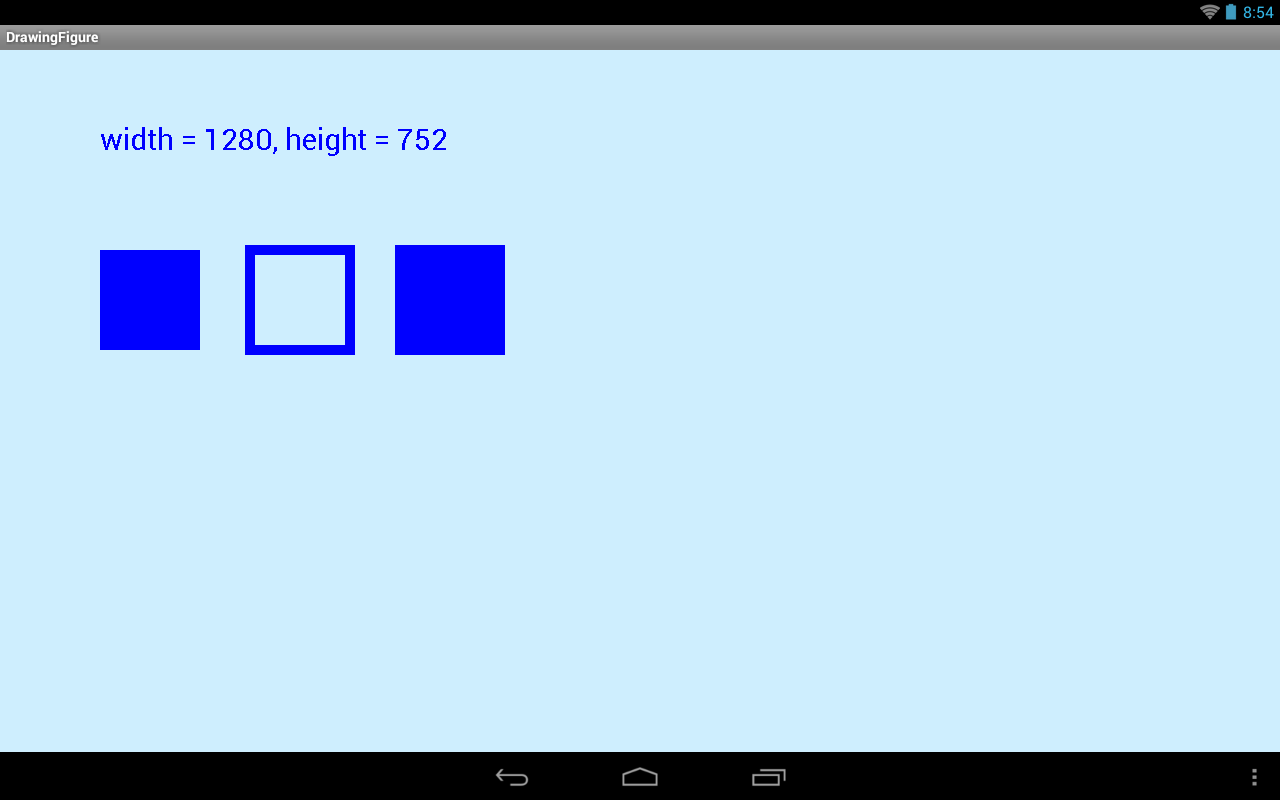 8:54
DrawingFigure
width = 1280, height = 752